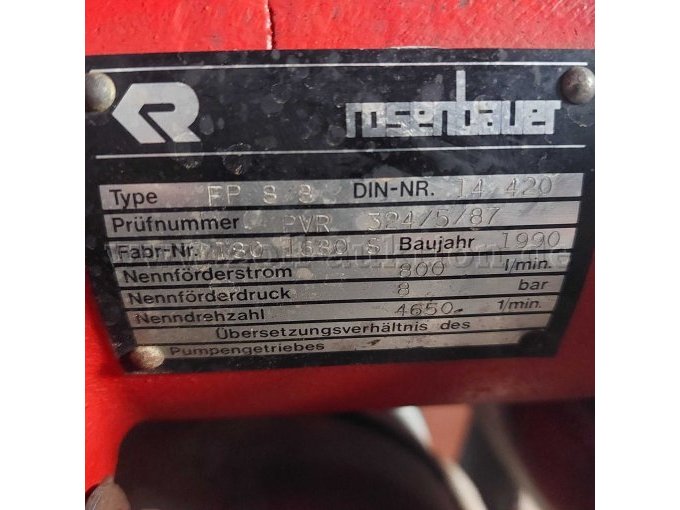 R rosenbauer
Type FP 8 8 DIN-NR. 14 420
Prüfnummer PVR 324/5/87
Fabr-Nr. Baujahr 1990
Nennförderstrom 800 l/min.
Nennförderdruck 8 bar
Nenndrehzahl 4650 1/min.
Übersetzungsverhältnis des
Pumpengetriebes